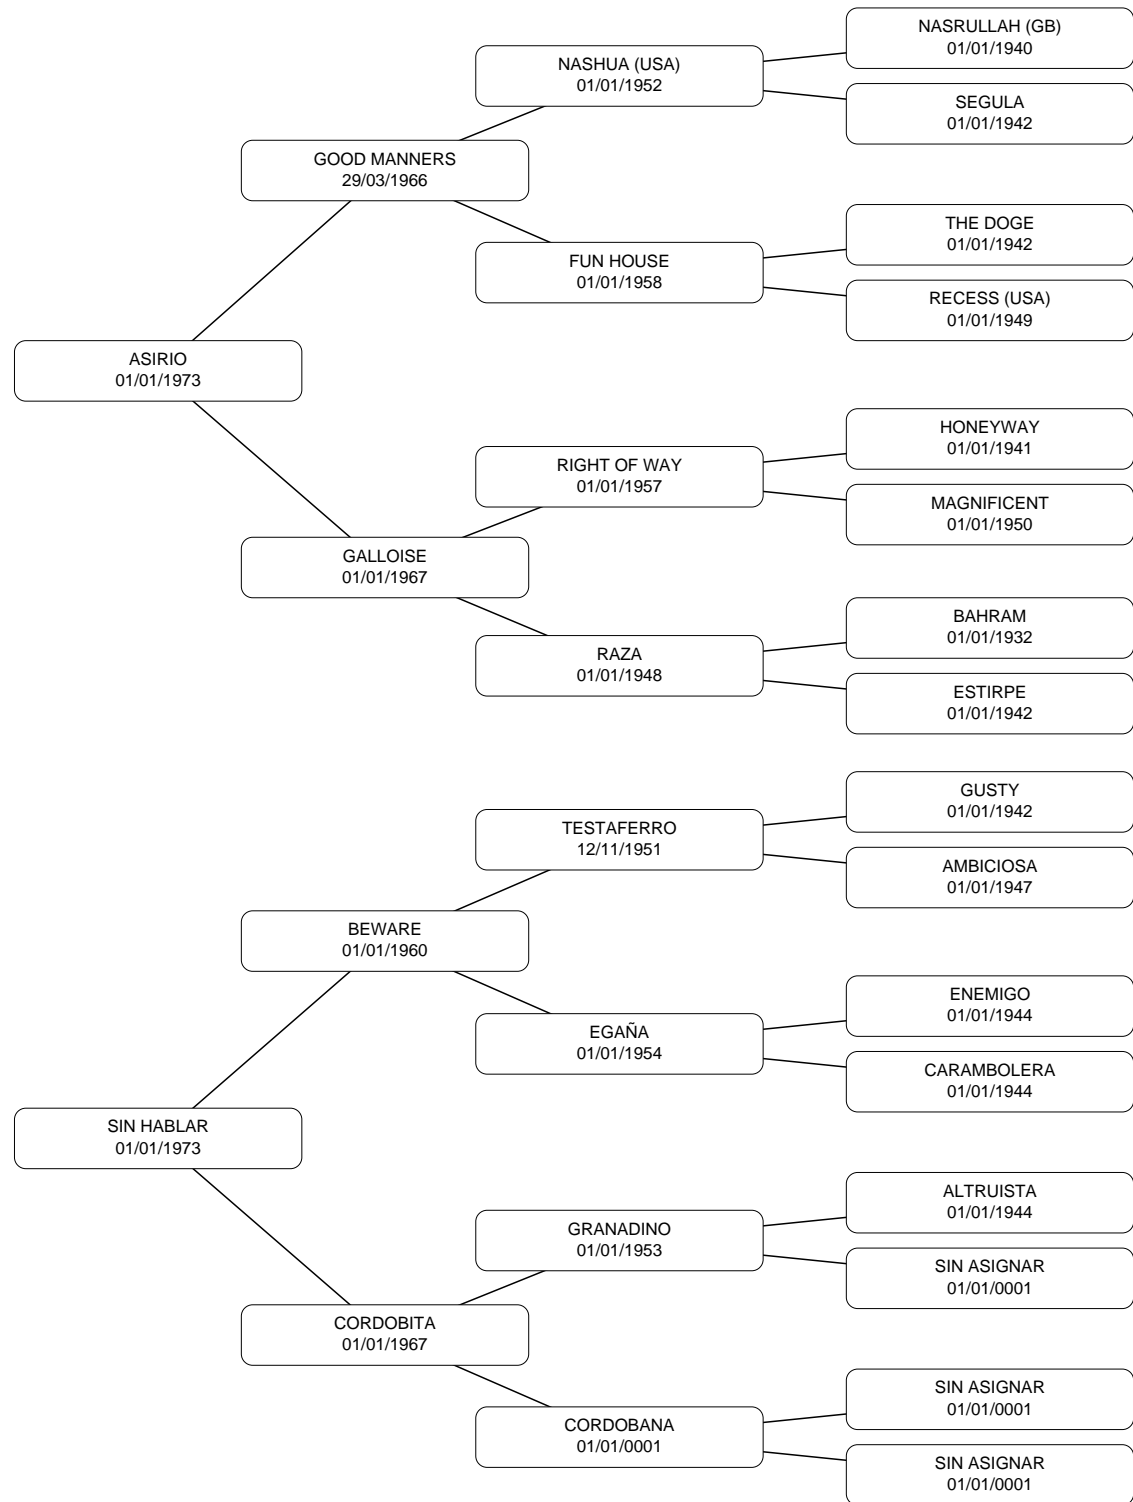 NASRULLAH (GB)
01/01/1940
NASHUA (USA)
01/01/1952
SEGULA
01/01/1942
GOOD MANNERS
29/03/1966
THE DOGE
01/01/1942
FUN HOUSE
01/01/1958
RECESS (USA)
01/01/1949
ASIRIO
01/01/1973
HONEYWAY
01/01/1941
RIGHT OF WAY
01/01/1957
MAGNIFICENT
01/01/1950
GALLOISE
01/01/1967
BAHRAM
01/01/1932
RAZA
01/01/1948
ESTIRPE
01/01/1942
GUSTY
01/01/1942
TESTAFERRO
12/11/1951
AMBICIOSA
01/01/1947
BEWARE
01/01/1960
ENEMIGO
01/01/1944
EGAÑA
01/01/1954
CARAMBOLERA
01/01/1944
SIN HABLAR
01/01/1973
ALTRUISTA
01/01/1944
GRANADINO
01/01/1953
SIN ASIGNAR
01/01/0001
CORDOBITA
01/01/1967
SIN ASIGNAR
01/01/0001
CORDOBANA
01/01/0001
SIN ASIGNAR
01/01/0001